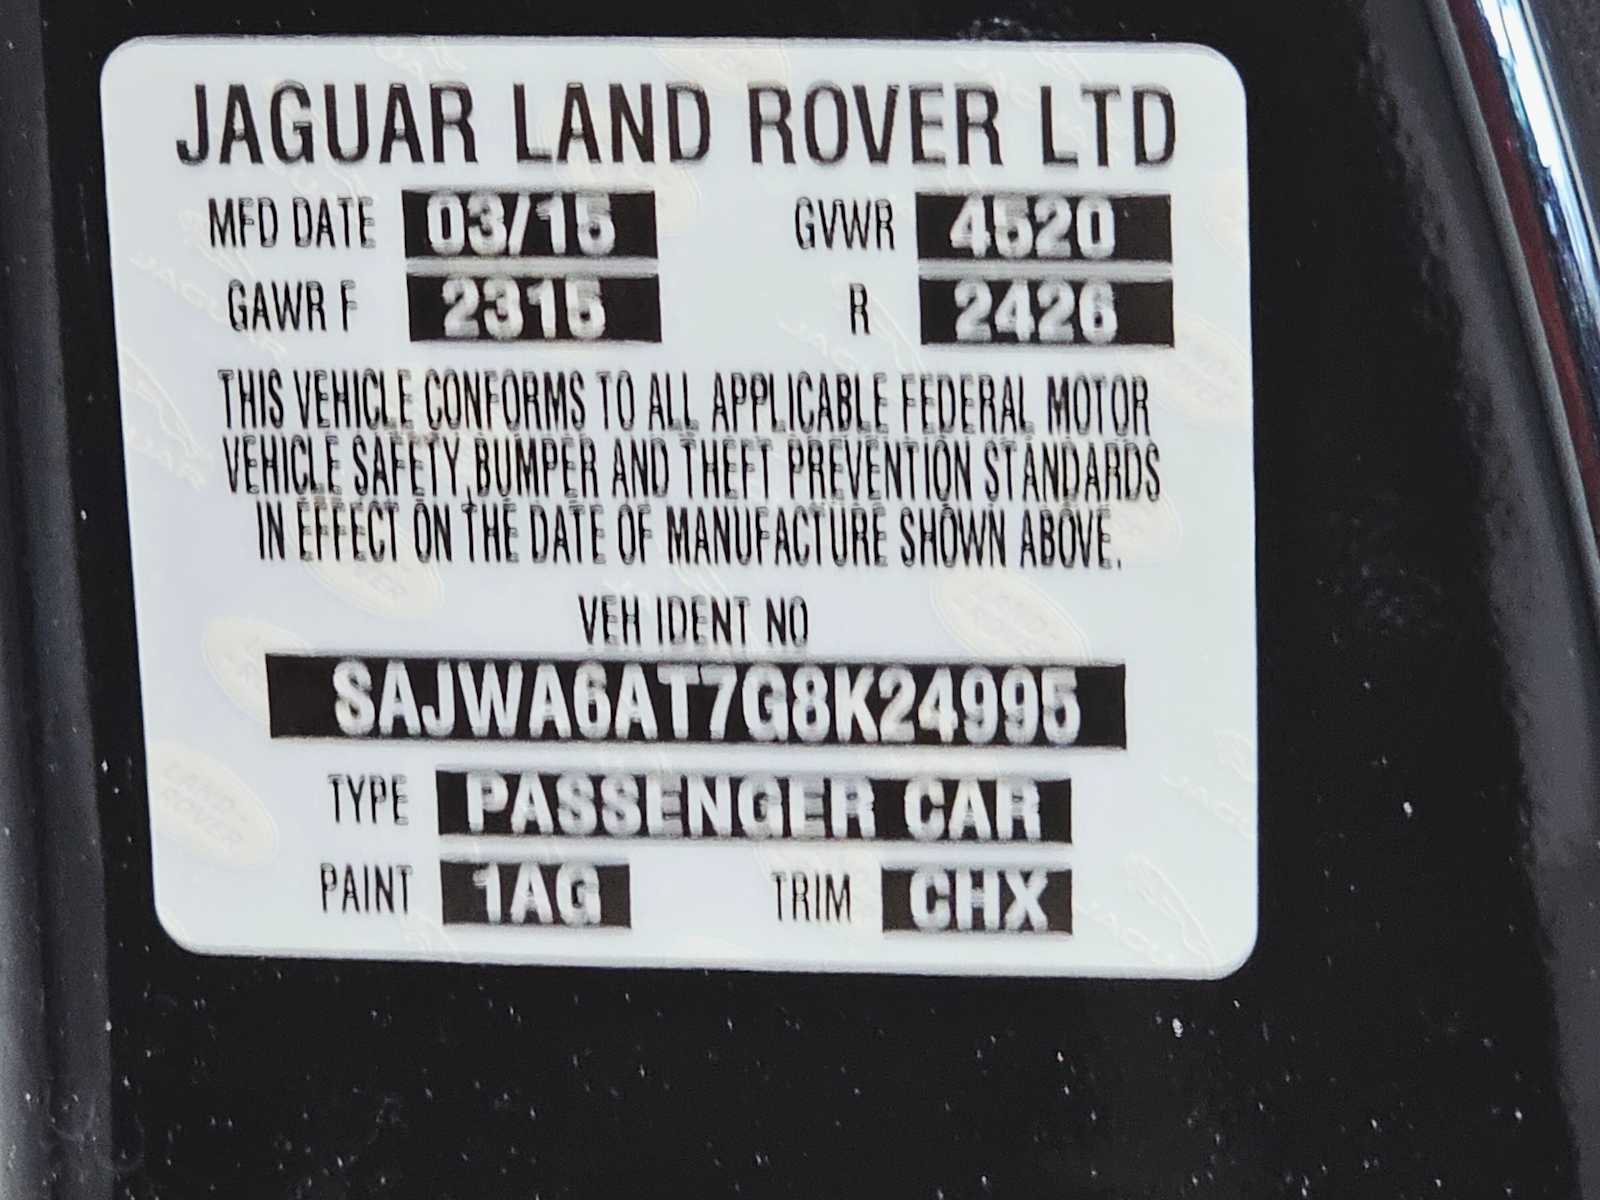 JAGUAR LAND ROVER LTD
MFD DATE 03/15 GVWR 4520
GAWR F 2315 R 2426
THIS VEHICLE CONFORMS TO ALL APPLICABLE FEDERAL MOTOR
VEHICLE SAFETY, BUMPER AND THEFT PREVENTION STANDARDS
IN EFFECT ON THE DATE OF MANUFACTURE SHOWN ABOVE.
VEH IDENT NO
SAJWA6AT7G8K24995
TYPE PASSENGER CAR
PAINT 1AG TRIM CHX